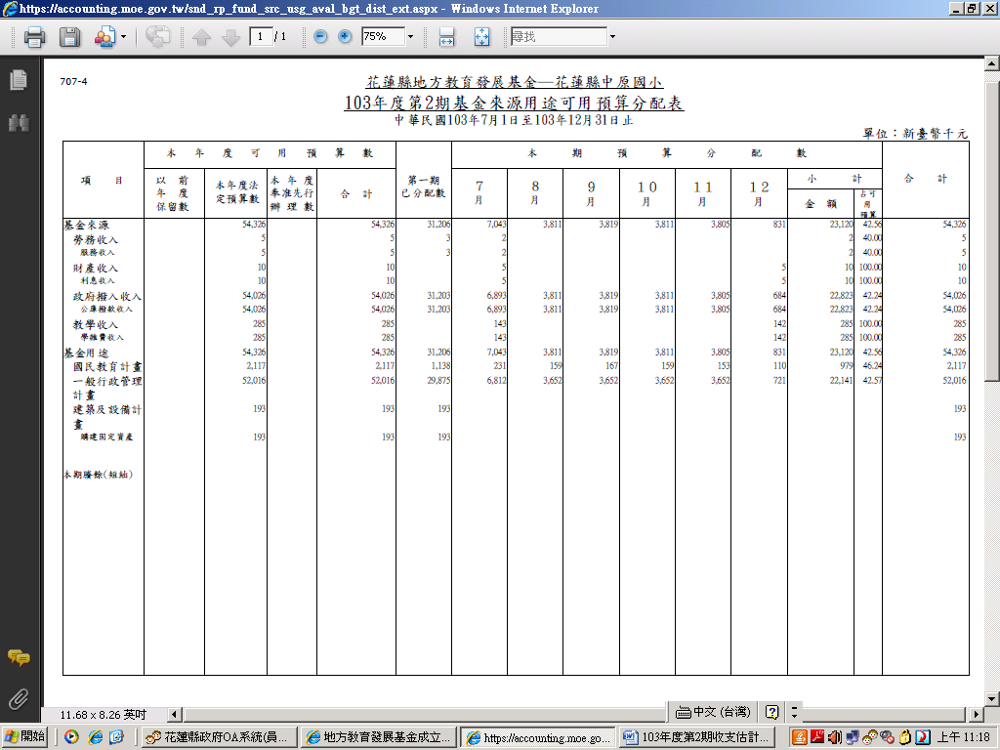 https://accounting.moe.gov.tw/snd_rp_fund_src_usg_aval_bgt_dist_ext.aspx - Windows Internet Explorer
1 / 1 75% 尋找
707-4
花蓮縣地方教育發展基金—花蓮縣中原國小
103年度第2期基金來源用途可用預算分配表
中華民國103年7月1日至103年12月31日止
單位：新臺幣千元
項 目 本 年 度 可 用 預 算 數 第一期已分配數 本 期 預 算 分 配 數 合 計
以前年度保留數 本年度法定預算數 本年度奉准先行辦理數 合 計 7月 8月 9月 10月 11月 12月 小 計
金 額 占可用預算
基金來源 54,326 54,326 31,206 7,043 3,811 3,819 3,811 3,805 831 23,120 42.56 54,326
勞務收入 5 5 3 2 2 40.00 5
服務收入 5 5 3 2 2 40.00 5
財產收入 10 10 5 5 10 100.00 10
利息收入 10 10 5 5 10 100.00 10
政府撥入收入 54,026 54,026 31,203 6,893 3,811 3,819 3,811 3,805 684 22,823 42.24 54,026
公庫撥款收入 54,026 54,026 31,203 6,893 3,811 3,819 3,811 3,805 684 22,823 42.24 54,026
教學收入 285 285 143 142 285 100.00 285
學雜費收入 285 285 143 142 285 100.00 285
基金用途 54,326 54,326 31,206 7,043 3,811 3,819 3,811 3,805 831 23,120 42.56 54,326
國民教育計畫 2,117 2,117 1,138 231 159 167 159 153 110 979 46.24 2,117
一般行政管理 52,016 52,016 29,875 6,812 3,652 3,652 3,652 3,652 721 22,141 42.57 52,016
計畫
建築及設備計 193 193 193 193
畫
購建固定資產 193 193 193 193
本期賸餘(短絀)
11.68 x 8.26 英吋
中文 (台灣)
開始 花蓮縣政府OA系統(員... 地方教育發展基金成立... https://accounting.moe.go... 103年度第2期收支估計... 上午 11:18